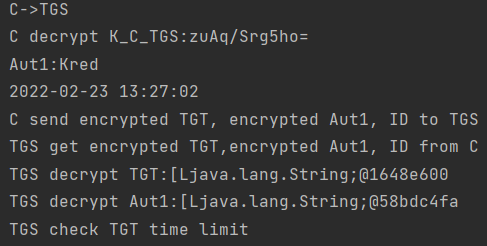 C->TGS
C decrypt K_C_TGS:zuAq/Srg5ho=
Aut1:Kred
2022-02-23 13:27:02
C send encrypted TGT, encrypted Aut1, ID to TGS
TGS get encrypted TGT,encrypted Aut1, ID from C
TGS decrypt TGT:[Ljava.lang.String;@1648e600
TGS decrypt Aut1:[Ljava.lang.String;@58bdc4fa
TGS check TGT time limit